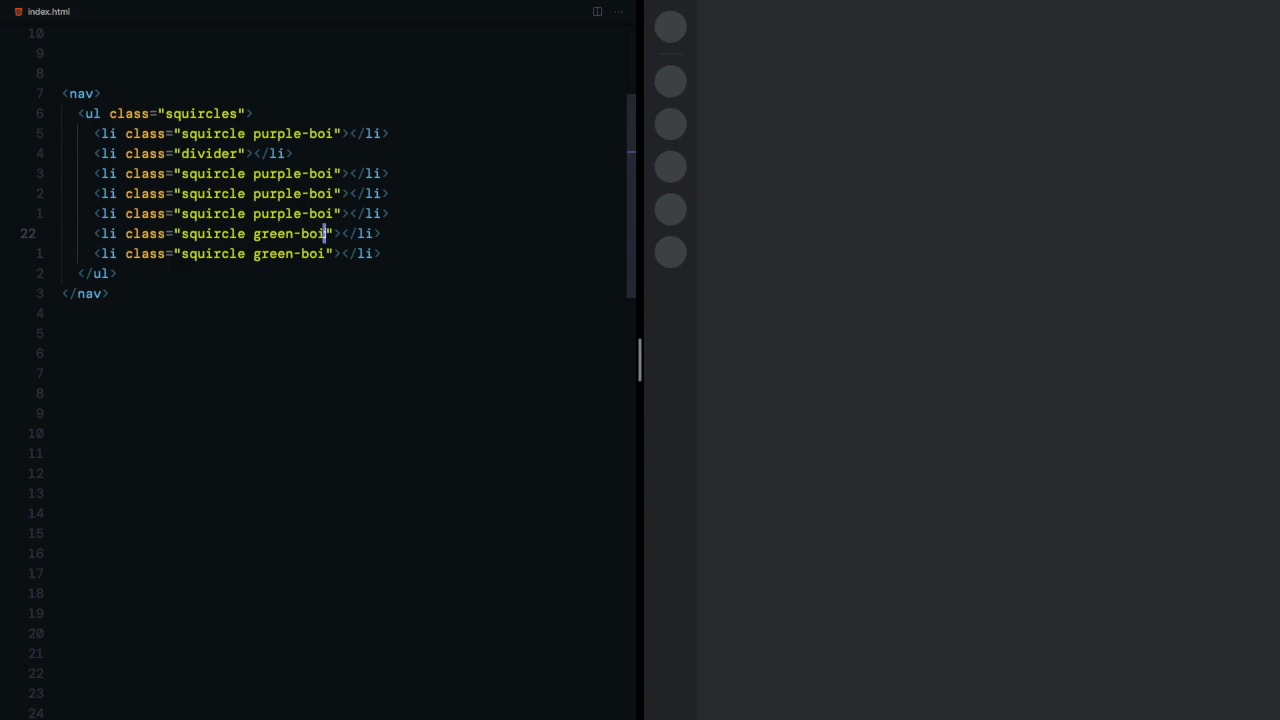 index.html
10
9
8
7 <nav>
6 <ul class="squircles">
5 <li class="squircle purple-boi"></li>
4 <li class="divider"></li>
3 <li class="squircle purple-boi"></li>
2 <li class="squircle purple-boi"></li>
1 <li class="squircle purple-boi"></li>
22 <li class="squircle green-boi"></li>
1 <li class="squircle green-boi"></li>
2 </ul>
3 </nav>
4
5
6
7
8
9
10
11
12
13
14
15
16
17
18
19
20
21
22
23
24